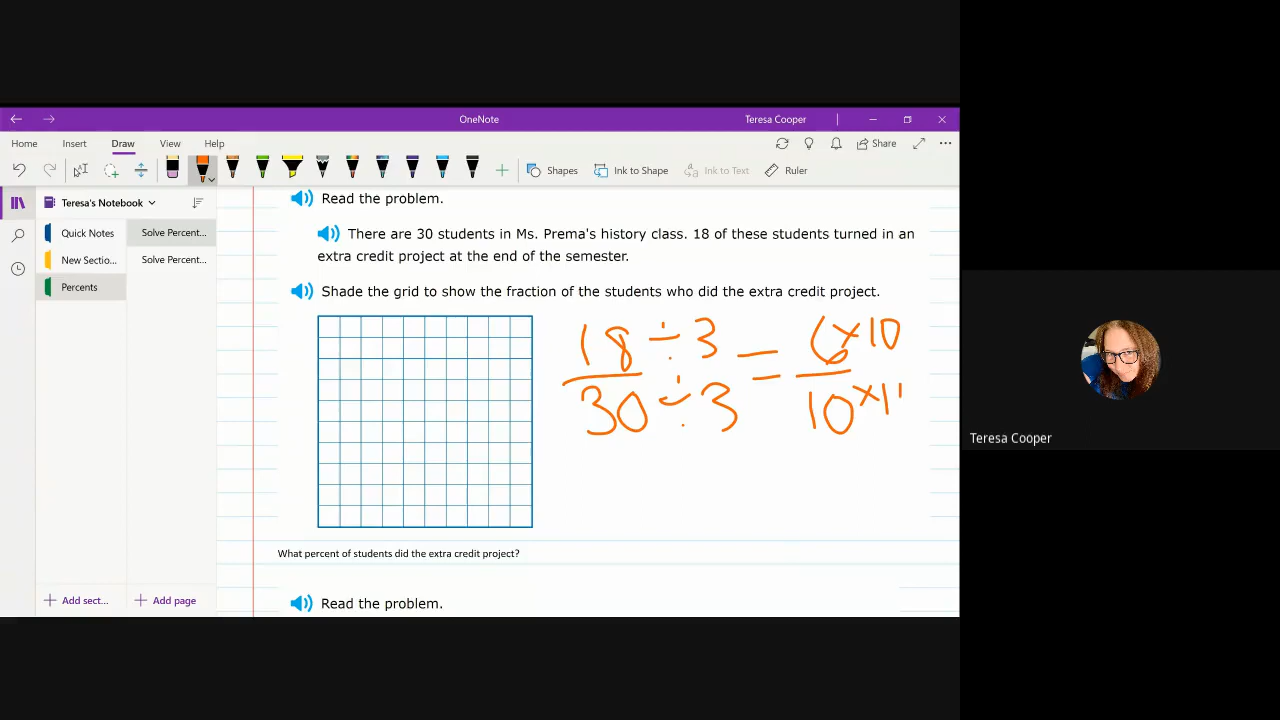 OneNote
Teresa Cooper
Home Insert Draw View Help
Share
Shapes Ink to Shape Ink to Text Ruler
Teresa's Notebook
Quick Notes
New Sectio...
Percents
Solve Percent...
Solve Percent...
Add sect...
Add page
Read the problem.
There are 30 students in Ms. Prema's history class. 18 of these students turned in an
extra credit project at the end of the semester.
Shade the grid to show the fraction of the students who did the extra credit project.
18 ÷ 3 = 6 × 10
30 ÷ 3 10 × 1
What percent of students did the extra credit project?
Read the problem.
Teresa Cooper